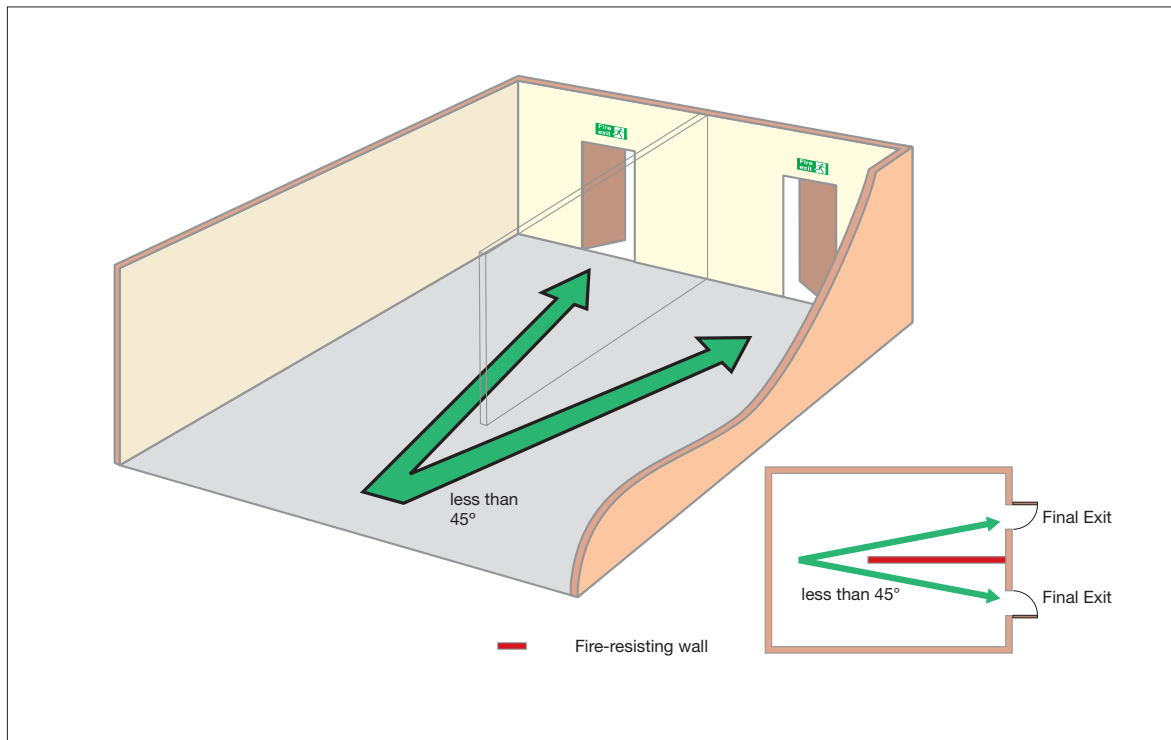 Fire
exit
Fire
exit
less than
45°
Final Exit
less than 45°
Final Exit
Fire-resisting wall